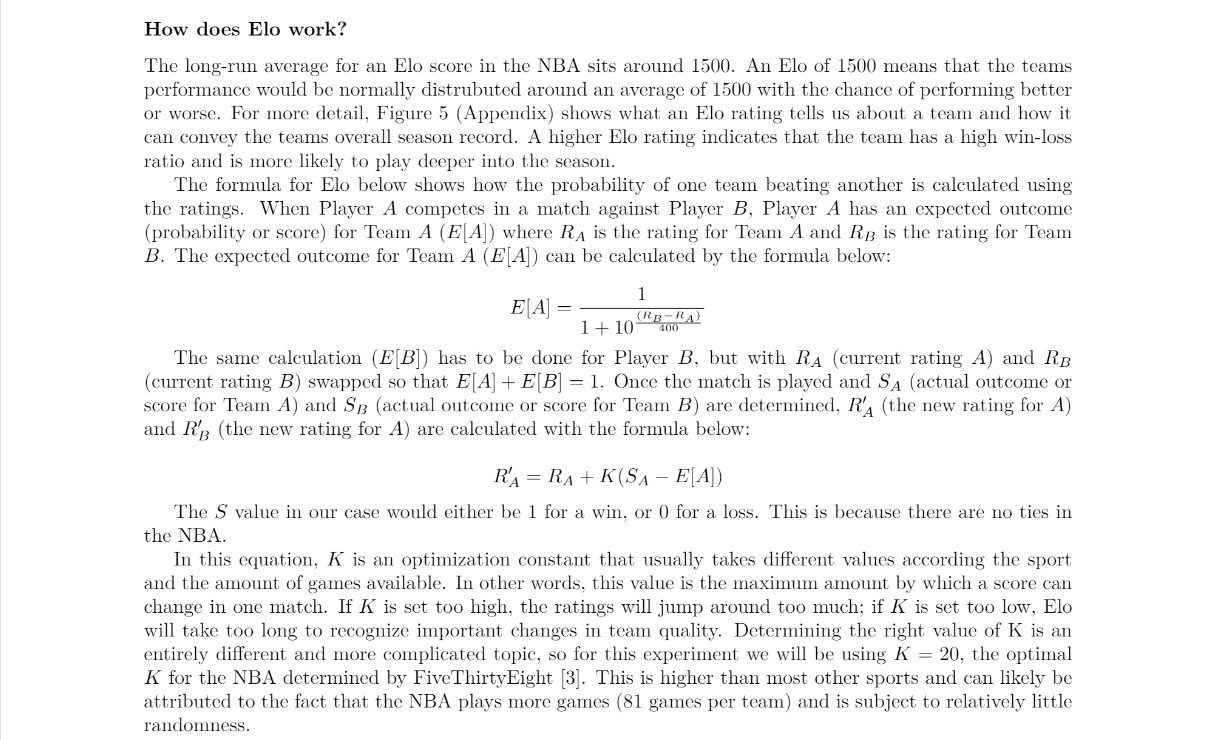 How does Elo work?
The long-run average for an Elo score in the NBA sits around 1500. An Elo of 1500 means that the teams
performance would be normally distrubuted around an average of 1500 with the chance of performing better
or worse. For more detail, Figure 5 (Appendix) shows what an Elo rating tells us about a team and how it
can convey the teams overall season record. A higher Elo rating indicates that the team has a high win-loss
ratio and is more likely to play deeper into the season.
The formula for Elo below shows how the probability of one team beating another is calculated using
the ratings. When Player A competes in a match against Player B, Player A has an expected outcome
(probability or score) for Team A (E[A]) where R_A is the rating for Team A and R_B is the rating for Team
B. The expected outcome for Team A (E[A]) can be calculated by the formula below:
E[A] = \frac{1}{1 + 10^{\frac{(R_B - R_A)}{400}}}
The same calculation (E[B]) has to be done for Player B, but with R_A (current rating A) and R_B
(current rating B) swapped so that E[A] + E[B] = 1. Once the match is played and S_A (actual outcome or
score for Team A) and S_B (actual outcome or score for Team B) are determined, R'_A (the new rating for A)
and R'_B (the new rating for A) are calculated with the formula below:
R'_A = R_A + K(S_A − E[A])
The S value in our case would either be 1 for a win, or 0 for a loss. This is because there are no ties in
the NBA.
In this equation, K is an optimization constant that usually takes different values according the sport
and the amount of games available. In other words, this value is the maximum amount by which a score can
change in one match. If K is set too high, the ratings will jump around too much; if K is set too low, Elo
will take too long to recognize important changes in team quality. Determining the right value of K is an
entirely different and more complicated topic, so for this experiment we will be using K = 20, the optimal
K for the NBA determined by FiveThirtyEight [3]. This is higher than most other sports and can likely be
attributed to the fact that the NBA plays more games (81 games per team) and is subject to relatively little
randomness.